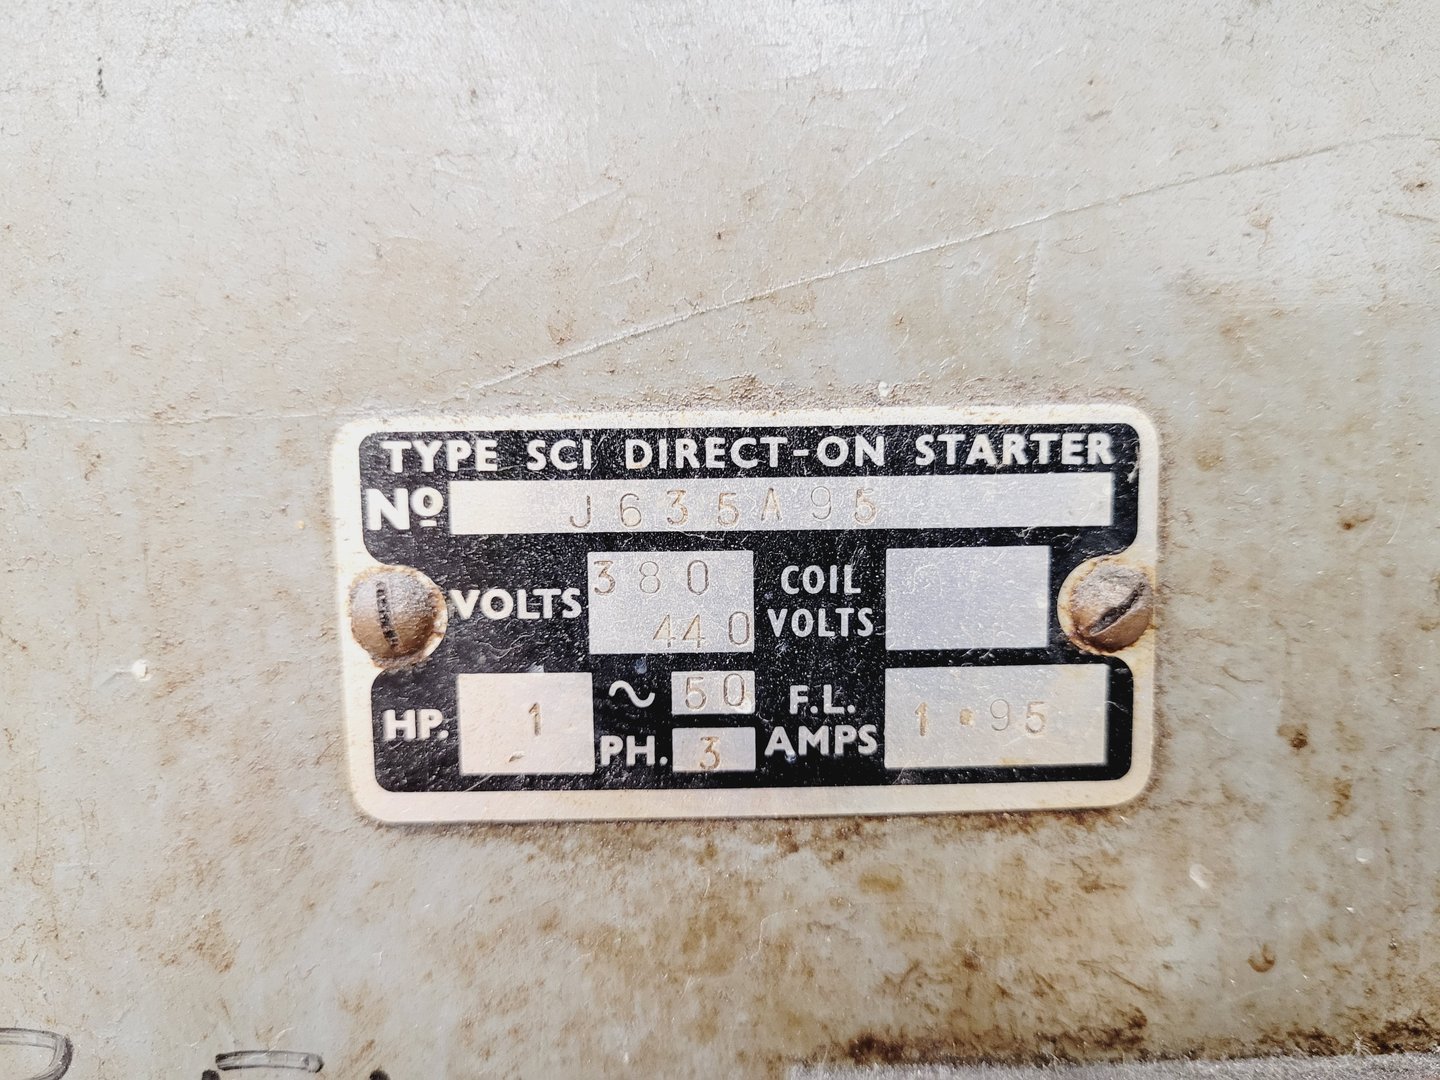 TYPE SCI DIRECT-ON STARTER
Nº J635A95
VOLTS 380 440 COIL VOLTS
HP. 1 ~ 50 PH. 3 F.L. AMPS 1.95